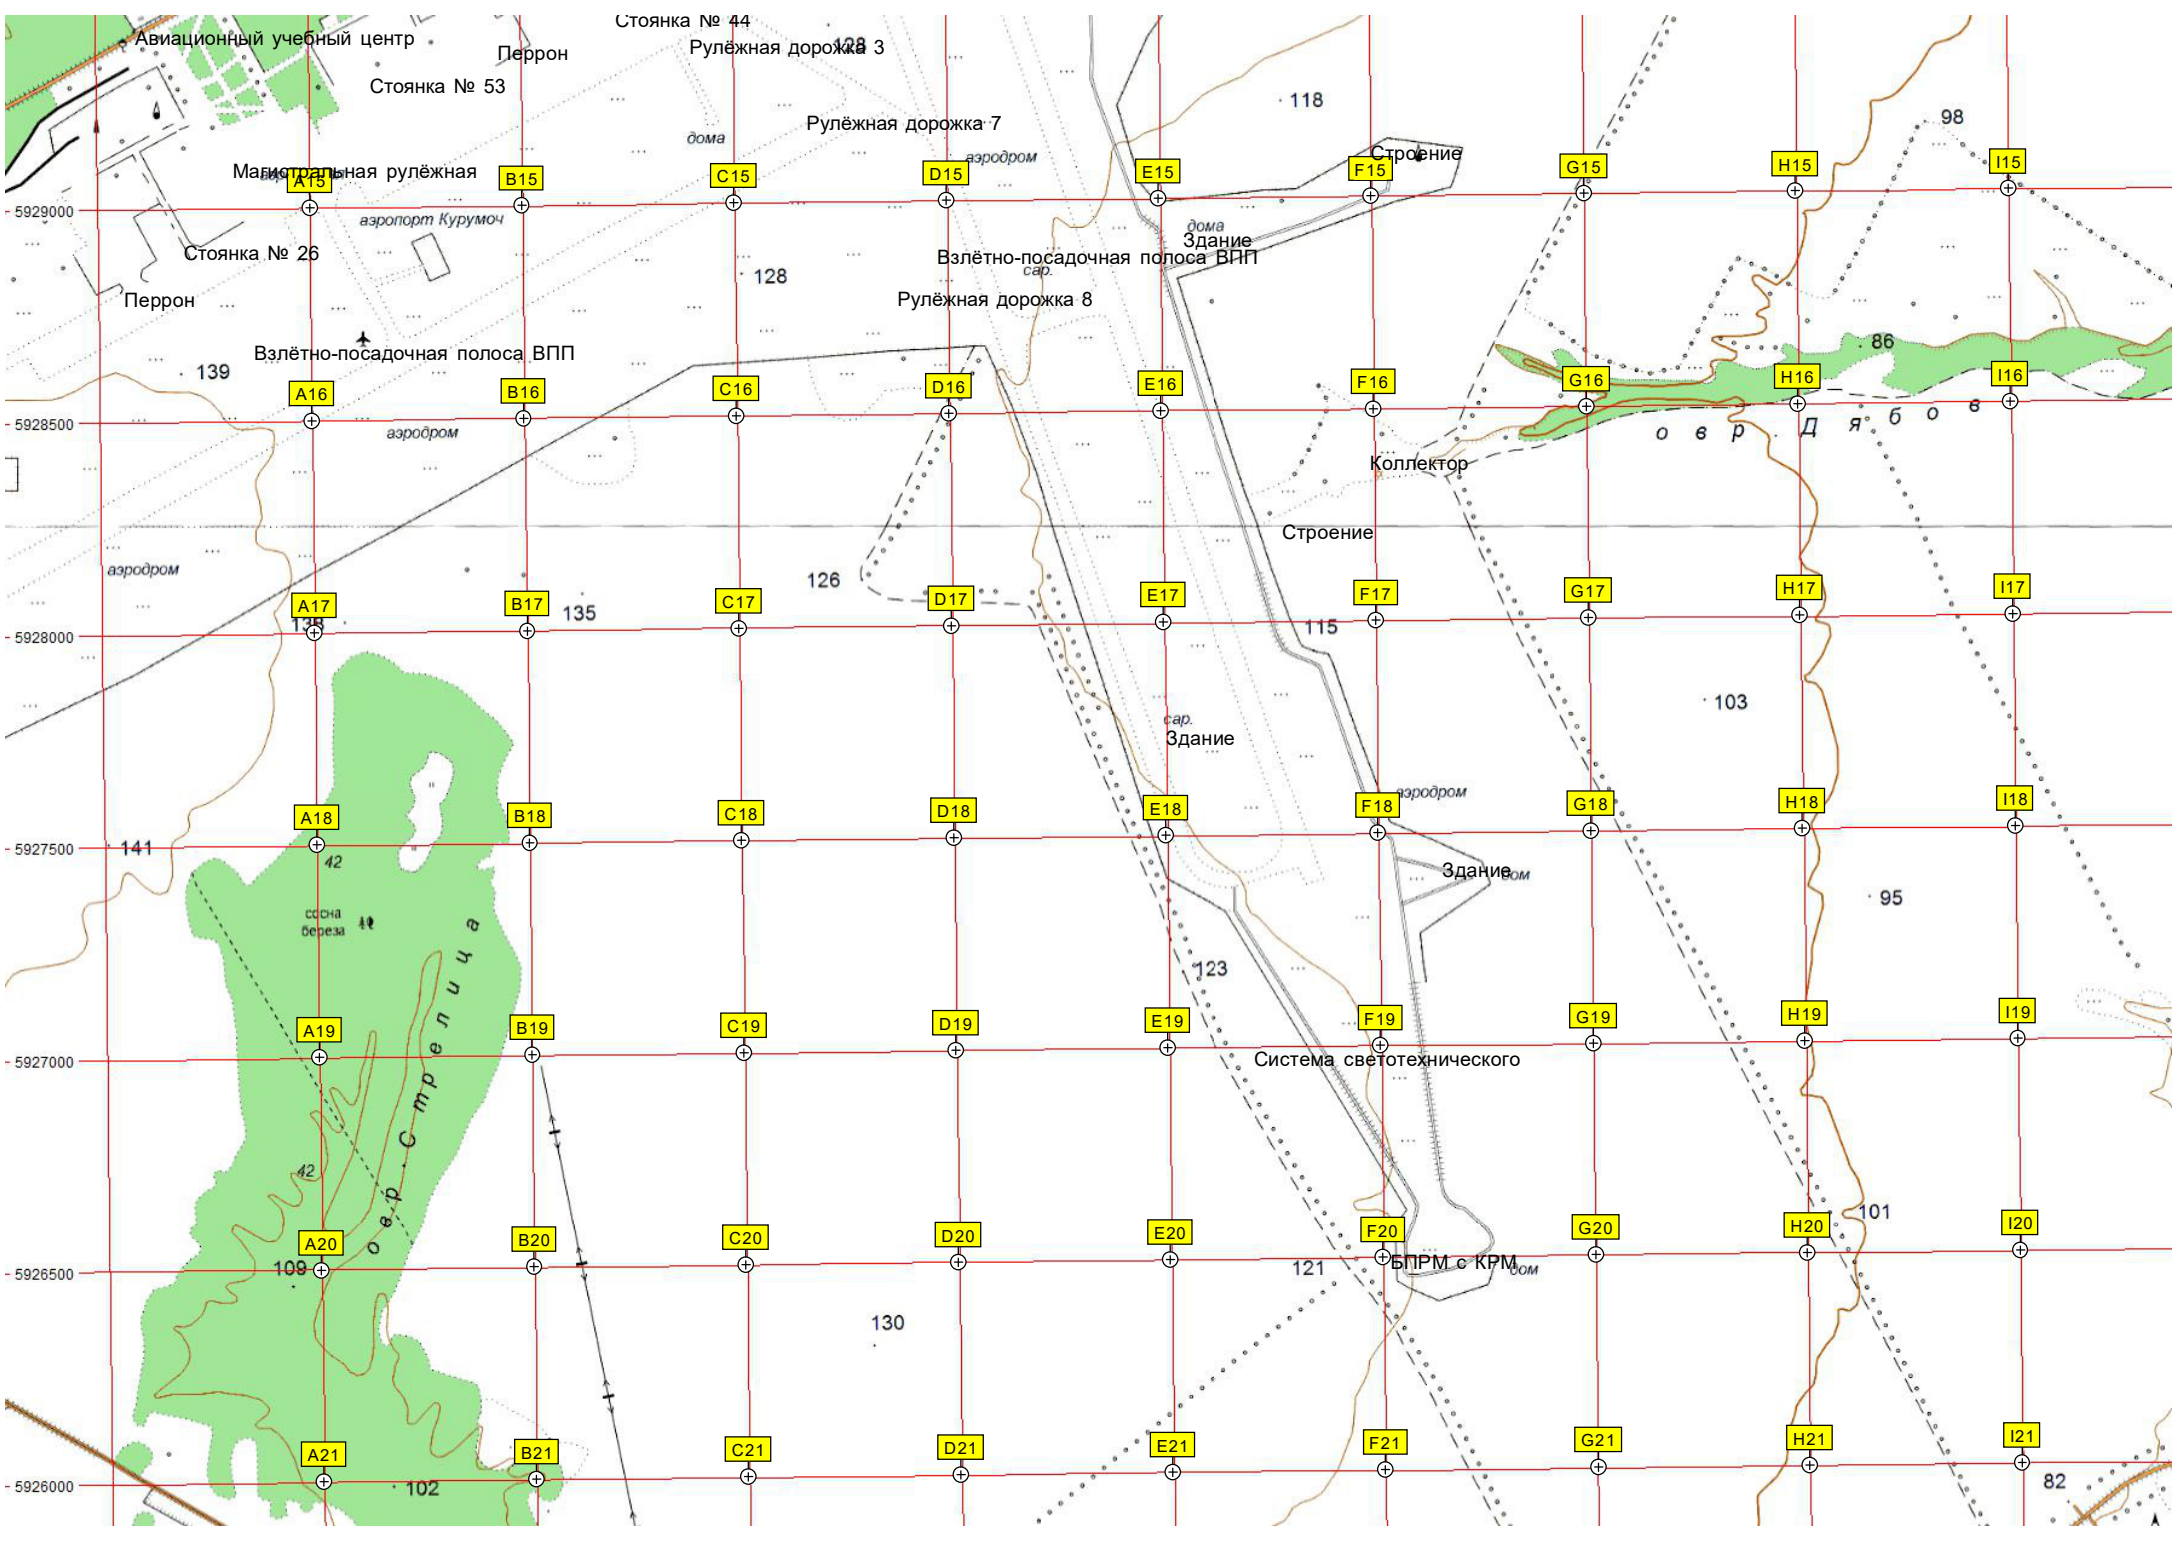 Стоянка № 44
Авиационный учебный центр
Перрон
Рулёжная дорожка 3
128
Стоянка № 53
118
98
Рулёжная дорожка 7
дома
аэродром
Строение
Магистральная рулёжная
A15
B15
C15
D15
E15
F15
G15
H15
I15
5929000
аэропорт Курумоч
дома
Здание
Стоянка № 26
Взлётно-посадочная полоса ВПП
сар.
128
Перрон
Рулёжная дорожка 8
86
Взлётно-посадочная полоса ВПП
139
A16
B16
C16
D16
E16
F16
G16
H16
I16
5928500
аэродром
овр. Дябов
Коллектор
Строение
аэродром
126
A17
B17
C17
D17
E17
F17
G17
H17
I17
138
135
115
5928000
103
сар.
Здание
аэродром
A18
B18
C18
D18
E18
F18
G18
H18
I18
5927500
141
42
Здание
дом
95
сосна
береза
овр. Стрелица
123
A19
B19
C19
D19
E19
F19
G19
H19
I19
5927000
Система светотехнического
42
101
A20
B20
C20
D20
E20
F20
G20
H20
I20
5926500
109
121
БПРМ с КРМ
дом
130
A21
B21
C21
D21
E21
F21
G21
H21
I21
5926000
102
82